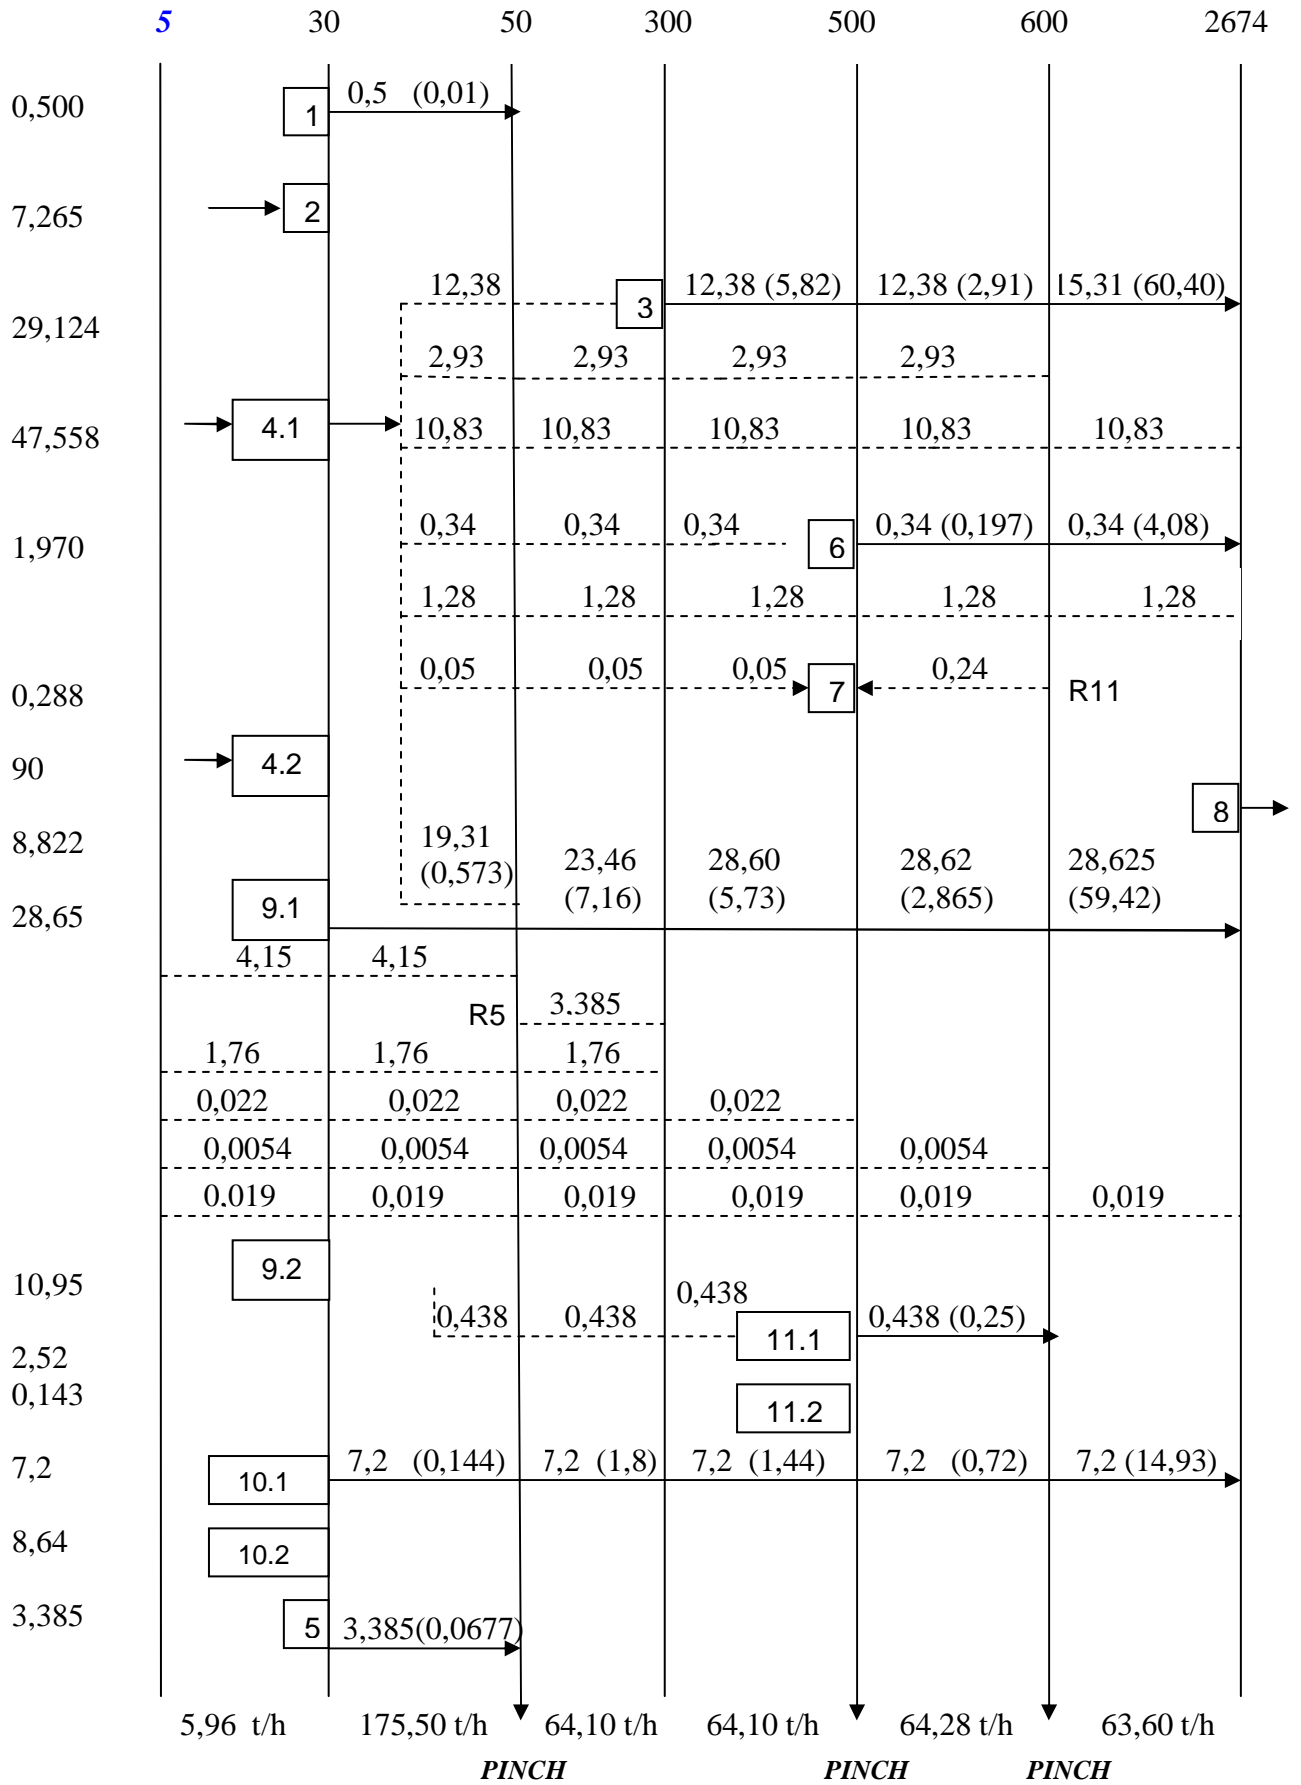 5 30 50 300 500 600 2674
0,500 1 0,5 (0,01)
7,265 2
12,38 3 12,38 (5,82) 12,38 (2,91) 15,31 (60,40)
29,124
2,93 2,93 2,93 2,93
47,558 4.1 10,83 10,83 10,83 10,83 10,83
1,970 0,34 0,34 0,34 6 0,34 (0,197) 0,34 (4,08)
1,28 1,28 1,28 1,28 1,28
0,288 0,05 0,05 0,05 7 0,24 R11
90 4.2
8
8,822 19,31 23,46 28,60 28,62 28,625
(0,573) (7,16) (5,73) (2,865) (59,42)
28,65 9.1
4,15 4,15
R5 3.385
1,76 1,76 1,76
0,022 0,022 0,022 0,022
0,0054 0,0054 0,0054 0,0054 0,0054
0,019 0,019 0,019 0,019 0,019 0,019
10,95 9.2
0,438 0,438 0,438 11.1 0,438 (0,25)
2,52
0,143 11.2
7,2 10.1 7,2 (0,144) 7,2 (1,8) 7,2 (1,44) 7,2 (0,72) 7,2 (14,93)
8,64 10.2
3,385 5 3,385(0,0677)
5,96 t/h 175,50 t/h 64,10 t/h 64,10 t/h 64,28 t/h 63,60 t/h
PINCH PINCH PINCH